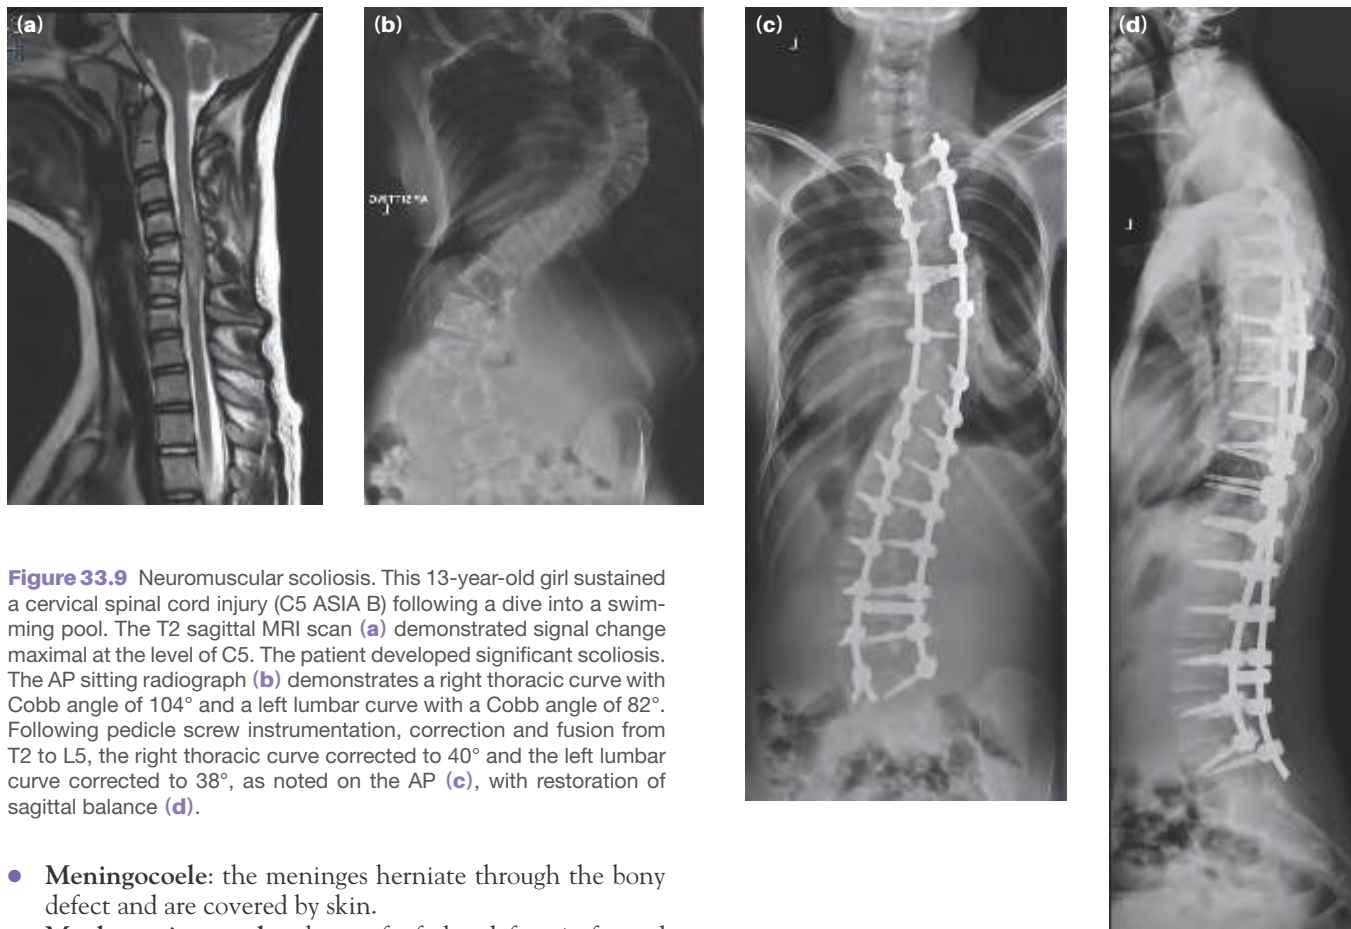 (a)
(b)
(c)
(d)
L
AP SITTING
L
L
Figure 33.9 Neuromuscular scoliosis. This 13-year-old girl sustained
a cervical spinal cord injury (C5 ASIA B) following a dive into a swim-
ming pool. The T2 sagittal MRI scan (a) demonstrated signal change
maximal at the level of C5. The patient developed significant scoliosis.
The AP sitting radiograph (b) demonstrates a right thoracic curve with
Cobb angle of 104° and a left lumbar curve with a Cobb angle of 82°.
Following pedicle screw instrumentation, correction and fusion from
T2 to L5, the right thoracic curve corrected to 40° and the left lumbar
curve corrected to 38°, as noted on the AP (c), with restoration of
sagittal balance (d).
● Meningocoele: the meninges herniate through the bony
defect and are covered by skin.